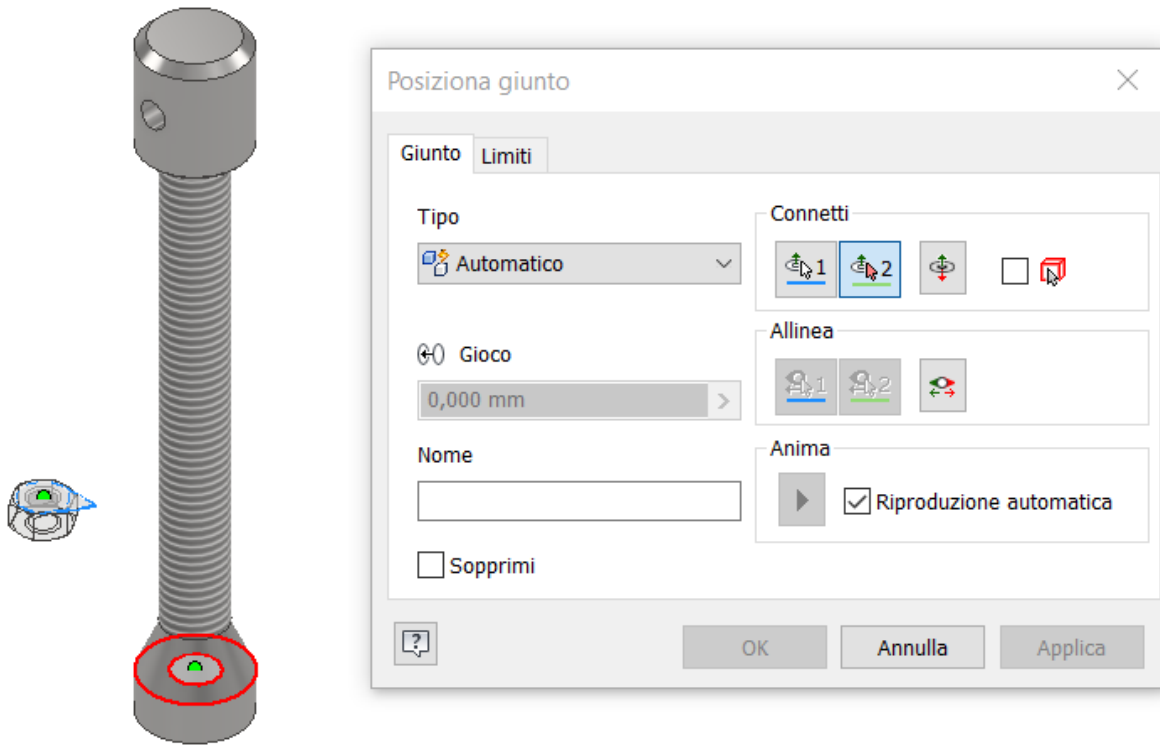 Posiziona giunto
Giunto
Limiti
Tipo
Automatico
Gioco
0,000 mm
Nome
Sopprimi
Connetti
1
2
Allinea
1
2
Anima
Riproduzione automatica
?
OK
Annulla
Applica